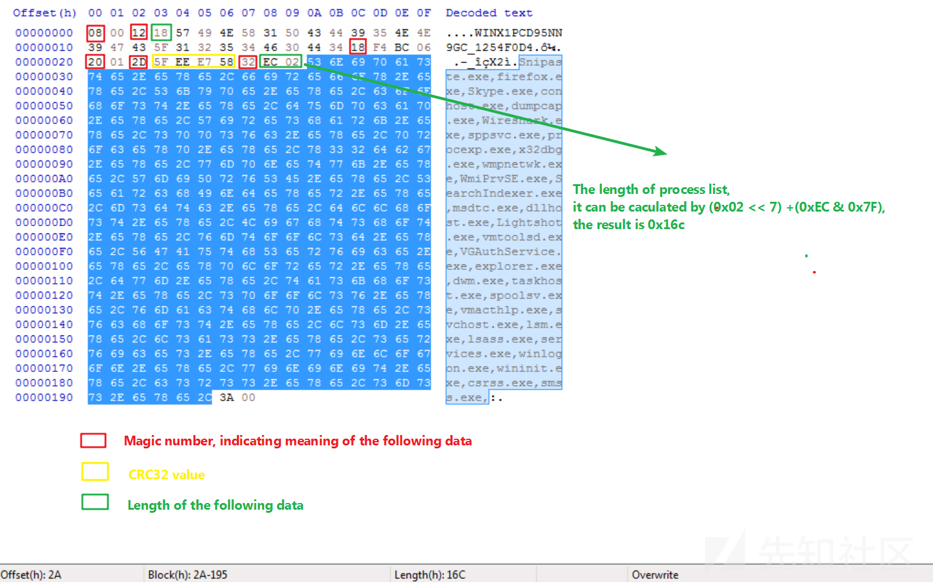 Offset(h) 00 01 02 03 04 05 06 07 08 09 0A 0B 0C 0D 0E 0F Decoded text
00000000 08 00 12 18 57 49 4E 58 31 50 43 44 39 35 4E 4E ....WINX1PCD95NN
00000010 39 47 43 5F 31 32 35 34 46 30 44 34 18 F4 BC 06 9GC_1254F0D4.ô¼.
00000020 20 01 2D 5F EE E7 58 32 EC 02 53 6E 69 70 61 73 .-_îçX2ì.Snipas
00000030 74 65 2E 65 78 65 2C 66 69 72 65 66 6F 78 2E 65 te.exe,firefox.e
00000040 78 65 2C 53 6B 79 70 65 2E 65 78 65 2C 63 6F 6E xe,Skype.exe,con
00000050 68 6F 73 74 2E 65 78 65 2C 64 75 6D 70 63 61 70 host.exe,dumpcap
00000060 2E 65 78 65 2C 57 69 72 65 73 68 61 72 6B 2E 65 .exe,Wireshark.e
00000070 78 65 2C 73 70 70 73 76 63 2E 65 78 65 2C 70 72 xe,sppsvc.exe,pr
00000080 6F 63 65 78 70 2E 65 78 65 2C 78 33 32 64 62 67 ocexp.exe,x32dbg
00000090 2E 65 78 65 2C 77 6D 70 6E 65 74 77 6B 2E 65 78 .exe,wmpnetwk.ex
000000A0 65 2C 57 6D 69 50 72 76 53 45 2E 65 78 65 2C 53 e,WmiPrvSE.exe,S
000000B0 65 61 72 63 68 49 6E 64 65 78 65 72 2E 65 78 65 earchIndexer.exe
000000C0 2C 6D 73 64 74 63 2E 65 78 65 2C 64 6C 6C 68 6F ,msdtc.exe,dllho
000000D0 73 74 2E 65 78 65 2C 4C 69 67 68 74 73 68 6F 74 st.exe,Lightshot
000000E0 2E 65 78 65 2C 76 6D 74 6F 6F 6C 73 64 2E 65 78 .exe,vmtoolsd.ex
000000F0 65 2C 56 47 41 75 74 68 53 65 72 76 69 63 65 2E e,VGAuthService.
00000100 65 78 65 2C 65 78 70 6C 6F 72 65 72 2E 65 78 65 exe,explorer.exe
00000110 2C 64 77 6D 2E 65 78 65 2C 74 61 73 6B 68 6F 73 ,dwm.exe,taskhos
00000120 74 2E 65 78 65 2C 73 70 6F 6F 6C 73 76 2E 65 78 t.exe,spoolsv.ex
00000130 65 2C 76 6D 61 63 74 68 6C 70 2E 65 78 65 2C 73 e,vmacthlp.exe,s
00000140 76 63 68 6F 73 74 2E 65 78 65 2C 6C 73 6D 2E 65 vchost.exe,lsm.e
00000150 78 65 2C 6C 73 61 73 73 2E 65 78 65 2C 73 65 72 xe,lsass.exe,ser
00000160 76 69 63 65 73 2E 65 78 65 2C 77 69 6E 6C 6F 67 vices.exe,winlog
00000170 6F 6E 2E 65 78 65 2C 77 69 6E 69 6E 69 74 2E 65 on.exe,wininit.e
00000180 78 65 2C 63 73 72 73 73 2E 65 78 65 2C 73 6D 73 xe,csrss.exe,sms
00000190 73 2E 65 78 65 2C 3A 00 s.exe,:.
The length of process list,
it can be caculated by (0x02 << 7) +(0xEC & 0x7F),
the result is 0x16c
Magic number, indicating meaning of the following data
CRC32 value
Length of the following data
先知社区
Offset(h): 2A Block(h): 2A-195 Length(h): 16C Overwrite